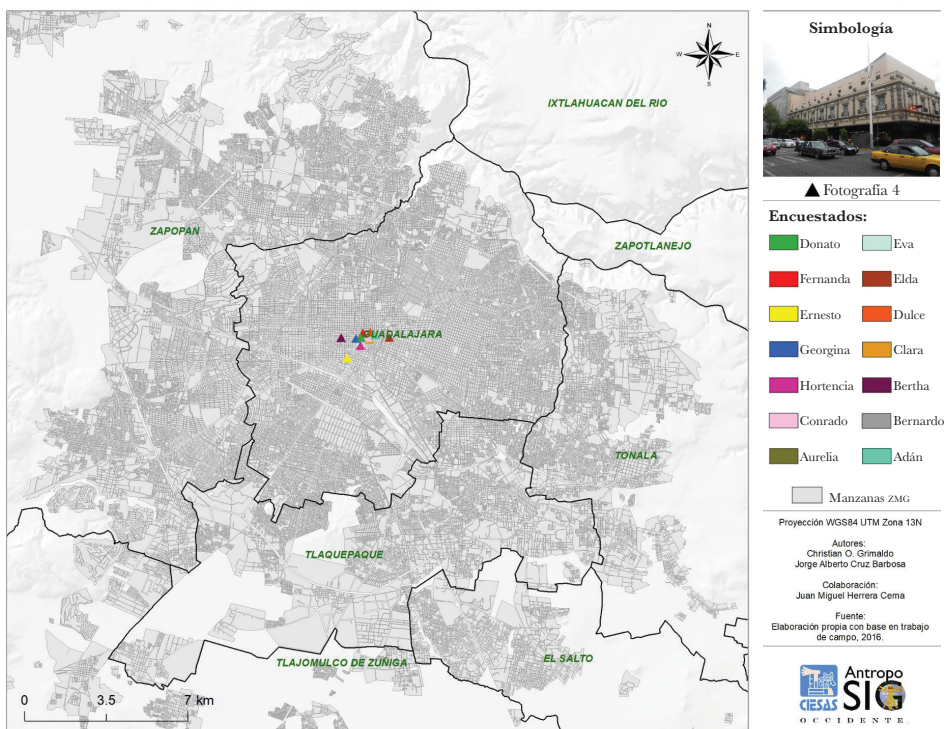 N
W
E
S
IXTLAHUACAN DEL RIO
ZAPOPAN
ZAPOTLANEJO
GUADALAJARA
TONALA
TLAQUEPAQUE
TLAJOMULCO DE ZUÑIGA
EL SALTO
0 3.5 7 km
Simbología
Fotografía 4
Encuestados:
Donato Eva
Fernanda Elda
Ernesto Dulce
Georgina Clara
Hortencia Bertha
Conrado Bernardo
Aurelia Adán
Manzanas ZMG
Proyección WGS84 UTM Zona 13N
Autores:
Christian O. Grimaldo
Jorge Alberto Cruz Barbosa
Colaboración:
Juan Miguel Herrera Cema
Fuente:
Elaboración propia con base en trabajo
de campo, 2016.
CIESAS
Antropo
SIG
OCCIDENTE